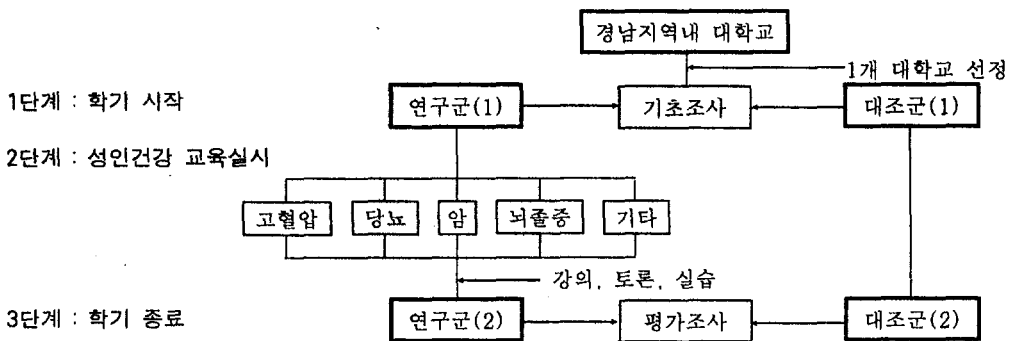 경남지역내 대학교
1개 대학교 선정
1단계 : 학기 시작
연구군(1)
기초조사
대조군(1)
2단계 : 성인건강 교육실시
고혈압
당뇨
암
뇌졸중
기타
강의, 토론, 실습
3단계 : 학기 종료
연구군(2)
평가조사
대조군(2)